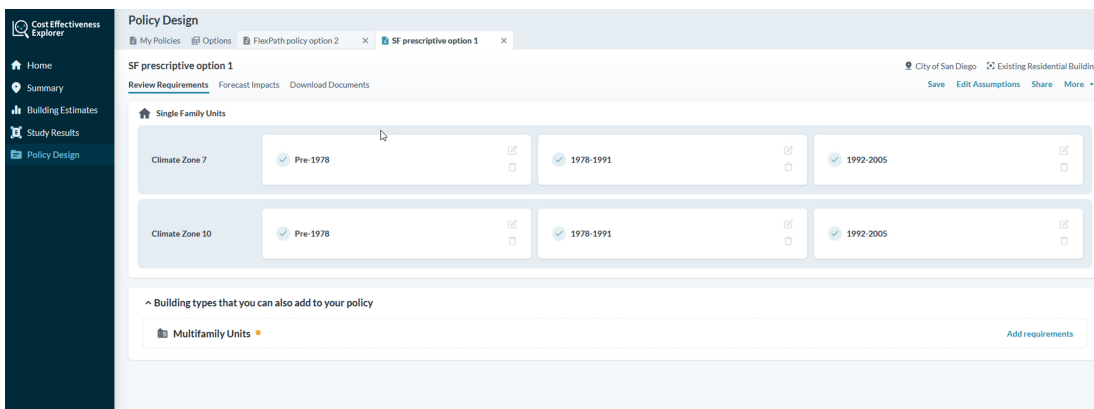 Cost Effectiveness
Explorer
Home
Summary
Building Estimates
Study Results
Policy Design
Policy Design
My Policies Options FlexPath policy option 2 × SF prescriptive option 1 ×
SF prescriptive option 1
City of San Diego Existing Residential Buildin
Review Requirements Forecast Impacts Download Documents
Save Edit Assumptions Share More
Single Family Units
Climate Zone 7 Pre-1978 1978-1991 1992-2005
Climate Zone 10 Pre-1978 1978-1991 1992-2005
Building types that you can also add to your policy
Multifamily Units Add requirements